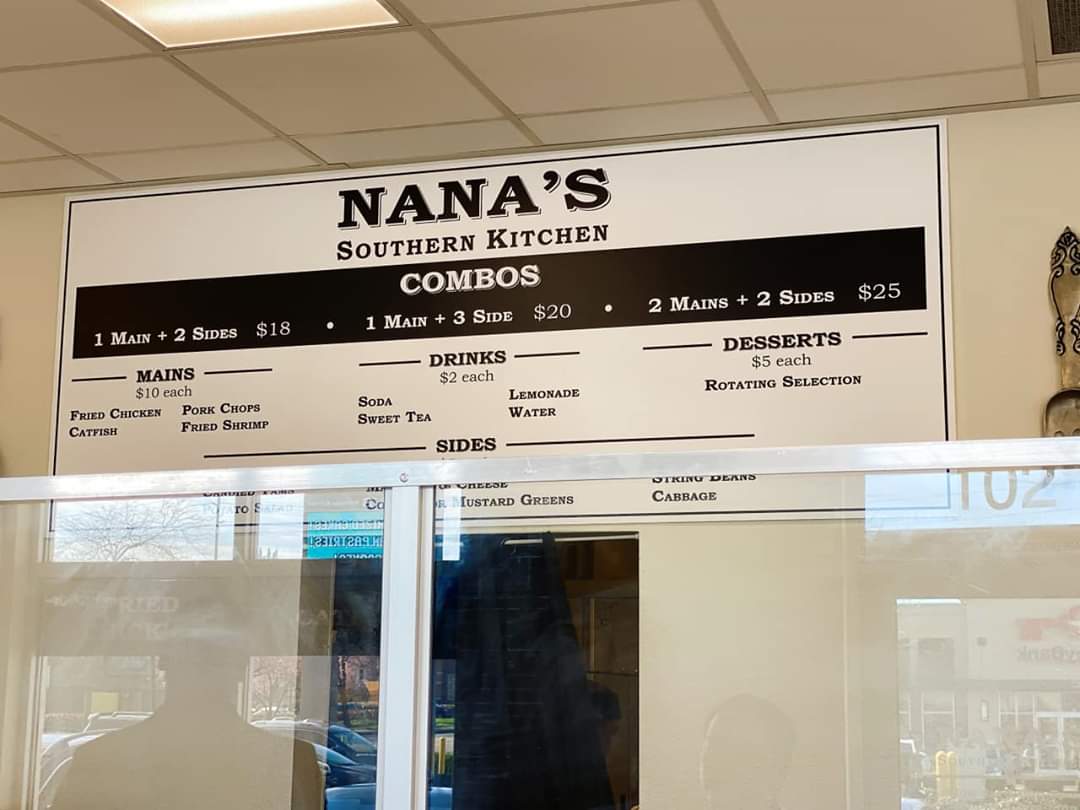 NANA'S
SOUTHERN KITCHEN
COMBOS
1 MAIN + 2 SIDES $18 • 1 MAIN + 3 SIDE $20 • 2 MAINS + 2 SIDES $25
MAINS
$10 each
FRIED CHICKEN PORK CHOPS
CATFISH FRIED SHRIMP
DRINKS
$2 each
SODA LEMONADE
SWEET TEA WATER
DESSERTS
$5 each
ROTATING SELECTION
SIDES
CANDIED YAMS
& CHEESE
MUSTARD GREENS
STRING BEANS
CABBAGE
102